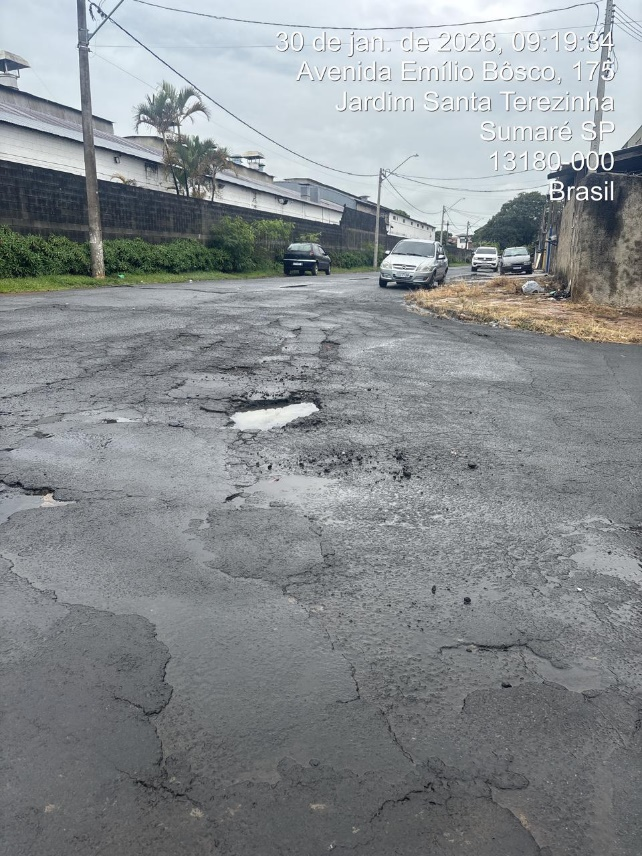 30 de jan. de 2026, 09:19:34
Avenida Emílio Bôsco, 175
Jardim Santa Terezinha
Sumaré SP
13180-000
Brasil